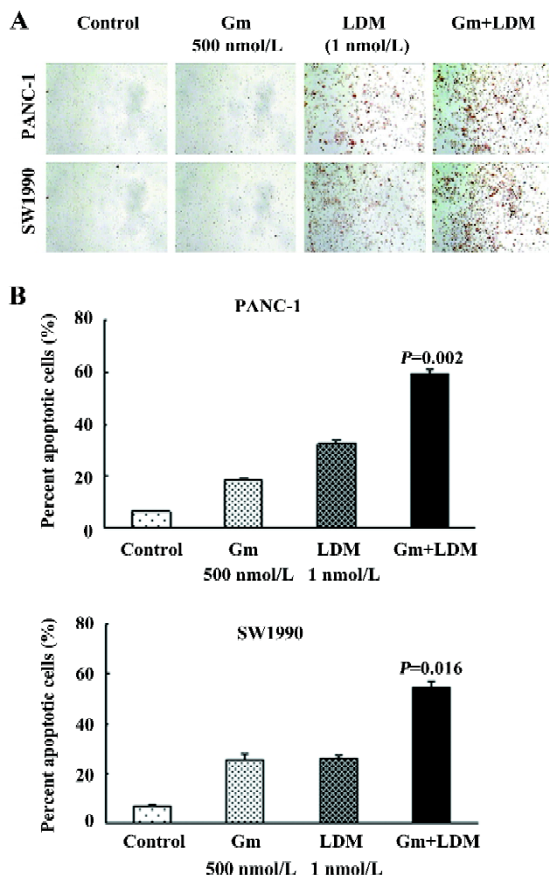 A
Control
Gm
500 nmol/L
LDM
(1 nmol/L)
Gm+LDM
PANC-1
SW1990
B
PANC-1
Percent apoptotic cells (%)
80
60
40
20
0
P=0.002
Control
Gm
LDM
Gm+LDM
500 nmol/L
1 nmol/L
SW1990
Percent apoptotic cells (%)
80
60
40
20
0
P=0.016
Control
Gm
LDM
Gm+LDM
500 nmol/L
1 nmol/L